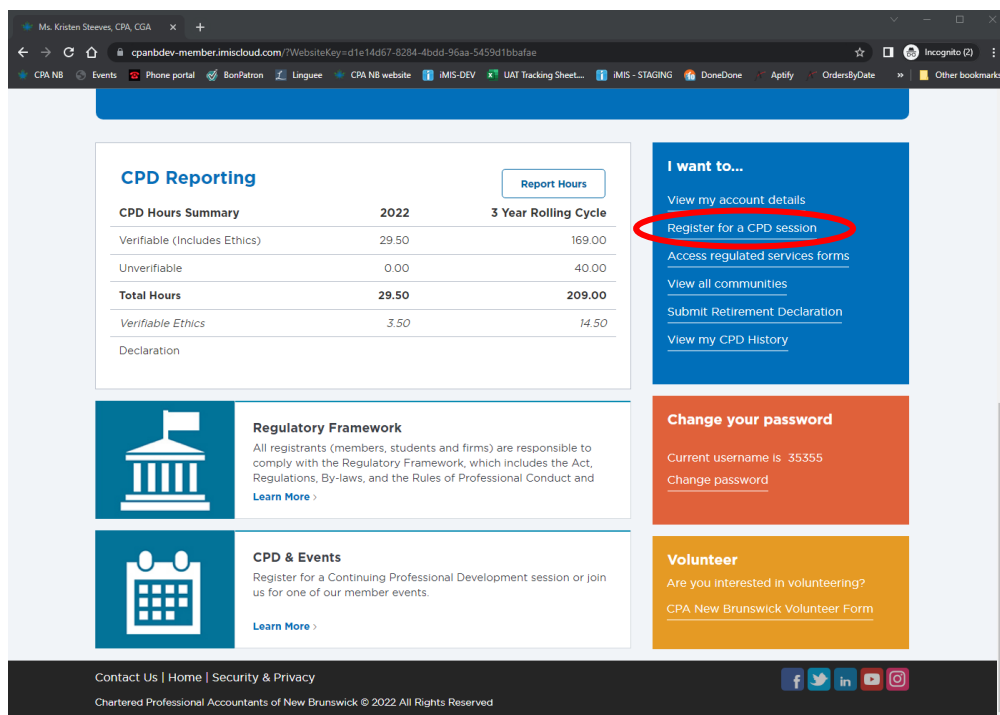 Ms. Kristen Steeves, CPA, CGA
cpanbdev-member.imiscloud.com/?WebsiteKey=d1e14d67-8284-4bdd-96aa-5459d1bbafae
Incognito (2)
CPA NB Events Phone portal BonPatron Linguee CPA NB website iMIS-DEV UAT Tracking Sheet.... iMIS - STAGING DoneDone Aptify OrdersByDate » Other bookmarks
CPD Reporting
Report Hours
CPD Hours Summary 2022 3 Year Rolling Cycle
Verifiable (Includes Ethics) 29.50 169.00
Unverifiable 0.00 40.00
Total Hours 29.50 209.00
Verifiable Ethics 3.50 14.50
Declaration
I want to...
View my account details
Register for a CPD session
Access regulated services forms
View all communities
Submit Retirement Declaration
View my CPD History
Regulatory Framework
All registrants (members, students and firms) are responsible to
comply with the Regulatory Framework, which includes the Act,
Regulations, By-laws, and the Rules of Professional Conduct and
Learn More ›
Change your password
Current username is 35355
Change password
CPD & Events
Register for a Continuing Professional Development session or join
us for one of our member events.
Learn More ›
Volunteer
Are you interested in volunteering?
CPA New Brunswick Volunteer Form
Contact Us | Home | Security & Privacy
Chartered Professional Accountants of New Brunswick © 2022 All Rights Reserved